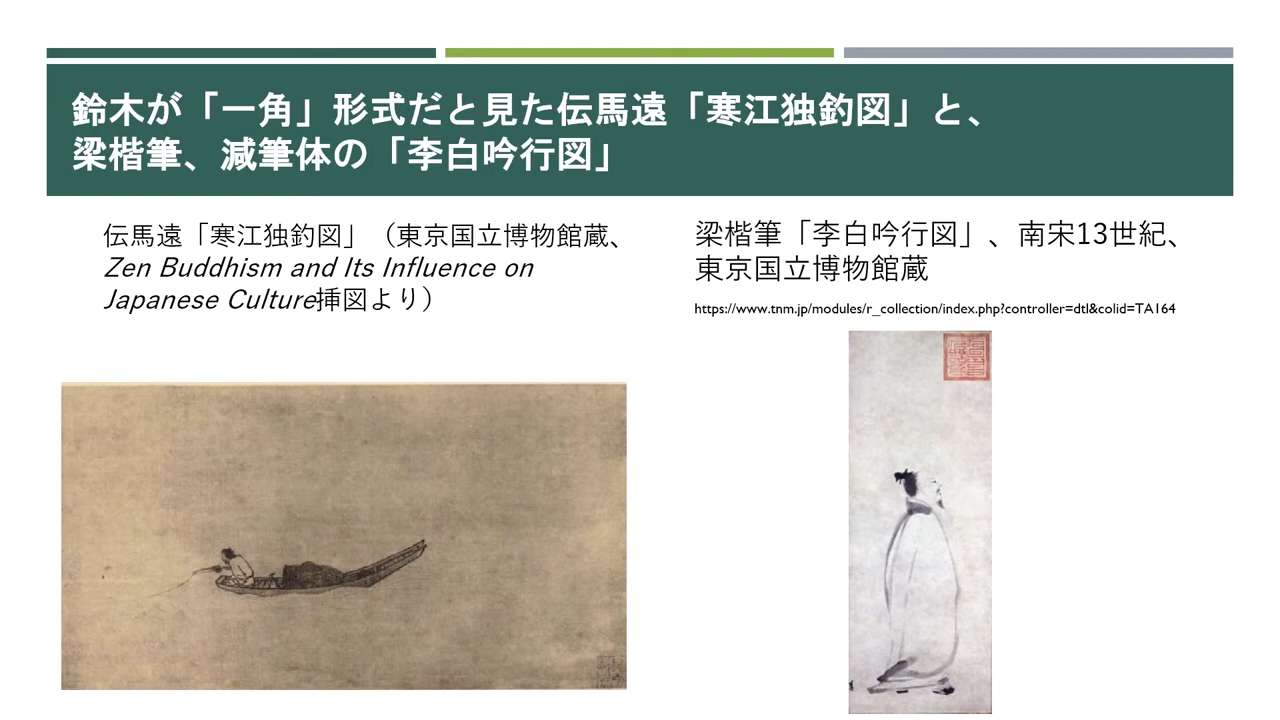 鈴木が「一角」形式だと見た伝馬遠「寒江独釣図」と、
梁楷筆、減筆体の「李白吟行図」
伝馬遠「寒江独釣図」（東京国立博物館蔵、
Zen Buddhism and Its Influence on
Japanese Culture挿図より）
梁楷筆「李白吟行図」、南宋13世紀、
東京国立博物館蔵
https://www.tnm.jp/modules/r_collection/index.php?controller=dtl&colid=TA164